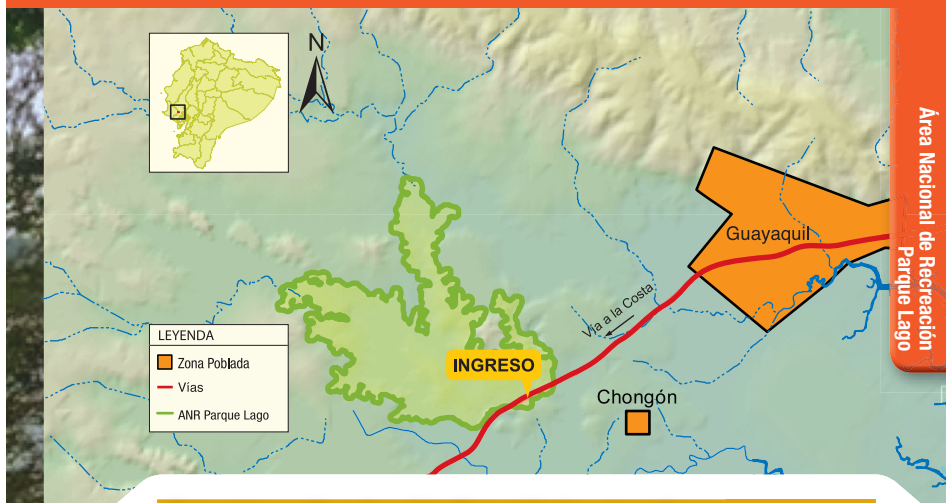 N
Área Nacional de Recreación
Parque Lago
Guayaquil
Vía a la Costa
LEYENDA
Zona Poblada
Vías
ANR Parque Lago
INGRESO
Chongón